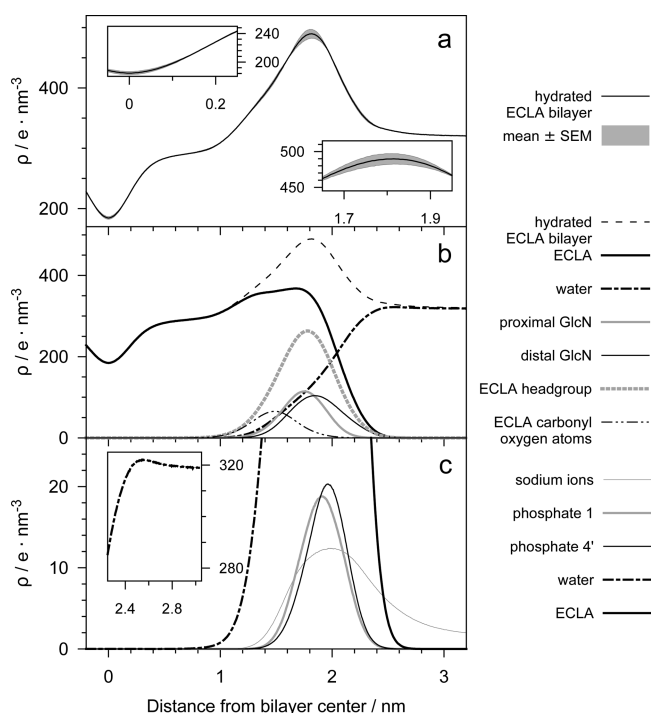 a
240
200
0
0.2
ρ / e · nm-3
400
200
500
450
1.7
1.9
hydrated
ECLA bilayer
mean ± SEM
b
ρ / e · nm-3
400
200
0
hydrated
ECLA bilayer
ECLA
water
proximal GlcN
distal GlcN
ECLA headgroup
ECLA carbonyl
oxygen atoms
c
ρ / e · nm-3
20
10
0
320
280
2.4
2.8
sodium ions
phosphate 1
phosphate 4'
water
ECLA
0
1
2
3
Distance from bilayer center / nm